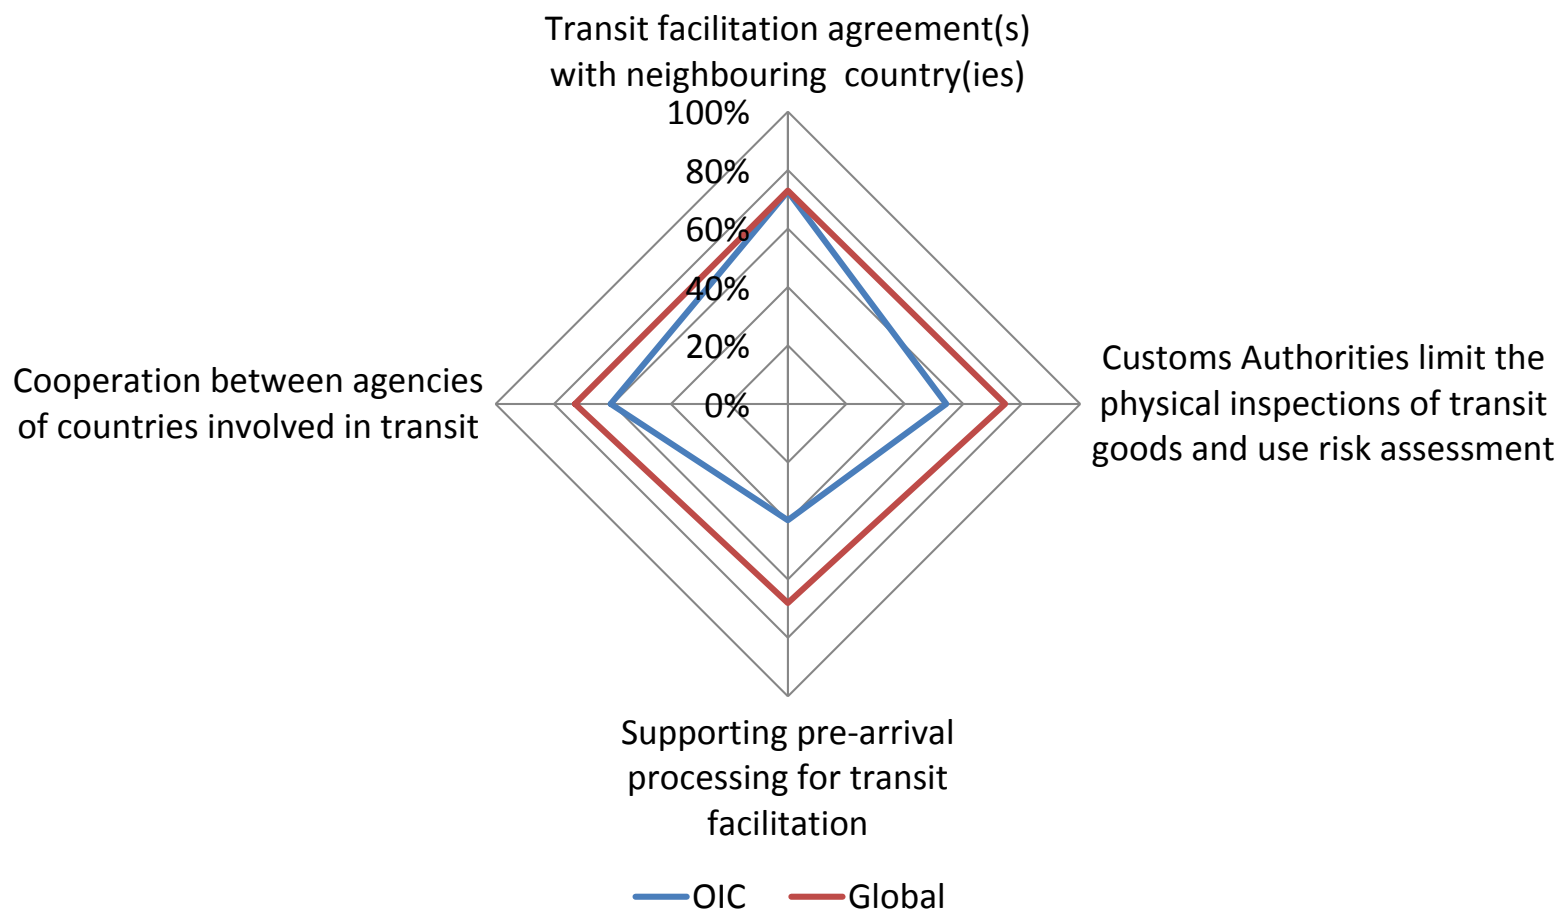 Transit facilitation agreement(s)
with neighbouring  country(ies)
100%
80%
60%
40%
20%
0%
Customs Authorities limit the
physical inspections of transit
goods and use risk assessment
Cooperation between agencies
of countries involved in transit
Supporting pre-arrival
processing for transit
facilitation
OIC
Global